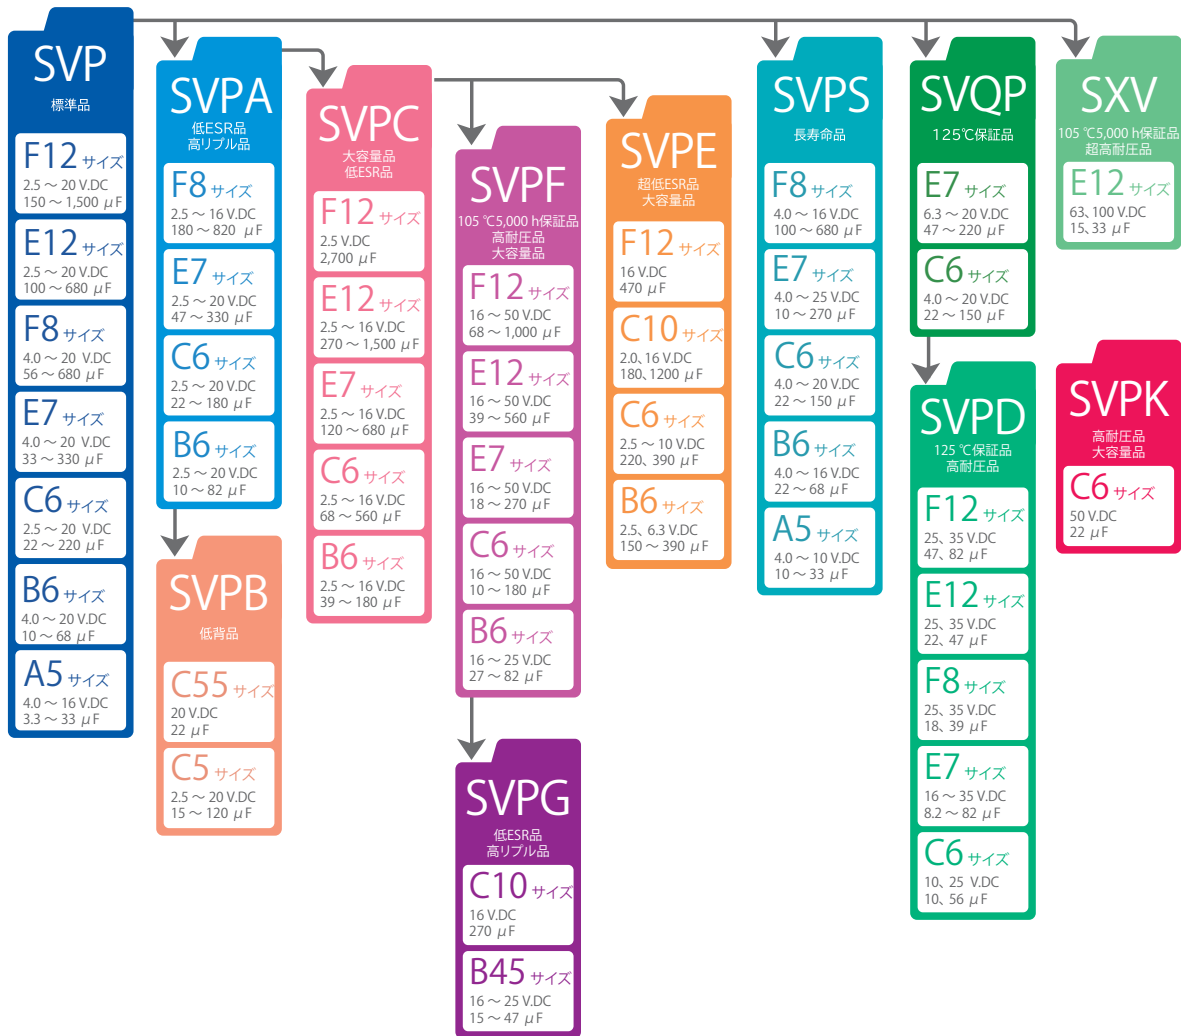 SVP
標準品
F12 サイズ
2.5 ~ 20 V.DC
150 ~ 1,500 μF
E12 サイズ
2.5 ~ 20 V.DC
100 ~ 680 μF
F8 サイズ
4.0 ~ 20 V.DC
56 ~ 680 μF
E7 サイズ
4.0 ~ 20 V.DC
33 ~ 330 μF
C6 サイズ
2.5 ~ 20 V.DC
22 ~ 220 μF
B6 サイズ
4.0 ~ 20 V.DC
10 ~ 68 μF
A5 サイズ
4.0 ~ 16 V.DC
3.3 ~ 33 μF
SVPA
低ESR品
高リプル品
F8 サイズ
2.5 ~ 16 V.DC
180 ~ 820 μF
E7 サイズ
2.5 ~ 20 V.DC
47 ~ 330 μF
C6 サイズ
2.5 ~ 20 V.DC
22 ~ 180 μF
B6 サイズ
2.5 ~ 20 V.DC
10 ~ 82 μF
SVPB
低背品
C55 サイズ
20 V.DC
22 μF
C5 サイズ
2.5 ~ 20 V.DC
15 ~ 120 μF
SVPC
大容量品
低ESR品
F12 サイズ
2.5 V.DC
2,700 μF
E12 サイズ
2.5 ~ 16 V.DC
270 ~ 1,500 μF
E7 サイズ
2.5 ~ 16 V.DC
120 ~ 680 μF
C6 サイズ
2.5 ~ 16 V.DC
68 ~ 560 μF
B6 サイズ
2.5 ~ 16 V.DC
39 ~ 180 μF
SVPF
105 ℃5,000 h保証品
高耐圧品
大容量品
F12 サイズ
16 ~ 50 V.DC
68 ~ 1,000 μF
E12 サイズ
16 ~ 50 V.DC
39 ~ 560 μF
E7 サイズ
16 ~ 50 V.DC
18 ~ 270 μF
C6 サイズ
16 ~ 50 V.DC
10 ~ 180 μF
B6 サイズ
16 ~ 25 V.DC
27 ~ 82 μF
SVPG
低ESR品
高リプル品
C10 サイズ
16 V.DC
270 μF
B45 サイズ
16 ~ 25 V.DC
15 ~ 47 μF
SVPE
超低ESR品
大容量品
F12 サイズ
16 V.DC
470 μF
C10 サイズ
2.0、16 V.DC
180、1200 μF
C6 サイズ
2.5 ~ 10 V.DC
220、390 μF
B6 サイズ
2.5、6.3 V.DC
150 ~ 390 μF
SVPS
長寿命品
F8 サイズ
4.0 ~ 16 V.DC
100 ~ 680 μF
E7 サイズ
4.0 ~ 25 V.DC
10 ~ 270 μF
C6 サイズ
4.0 ~ 20 V.DC
22 ~ 150 μF
B6 サイズ
4.0 ~ 16 V.DC
22 ~ 68 μF
A5 サイズ
4.0 ~ 10 V.DC
10 ~ 33 μF
SVQP
125℃保証品
E7 サイズ
6.3 ~ 20 V.DC
47 ~ 220 μF
C6 サイズ
4.0 ~ 20 V.DC
22 ~ 150 μF
SVPD
125 ℃保証品
高耐圧品
F12 サイズ
25、35 V.DC
47、82 μF
E12 サイズ
25、35 V.DC
22、47 μF
F8 サイズ
25、35 V.DC
18、39 μF
E7 サイズ
16 ~ 35 V.DC
8.2 ~ 82 μF
C6 サイズ
10、25 V.DC
10、56 μF
SXV
105 ℃5,000 h保証品
超高耐圧品
E12 サイズ
63、100 V.DC
15、33 μF
SVPK
高耐圧品
大容量品
C6 サイズ
50 V.DC
22 μF